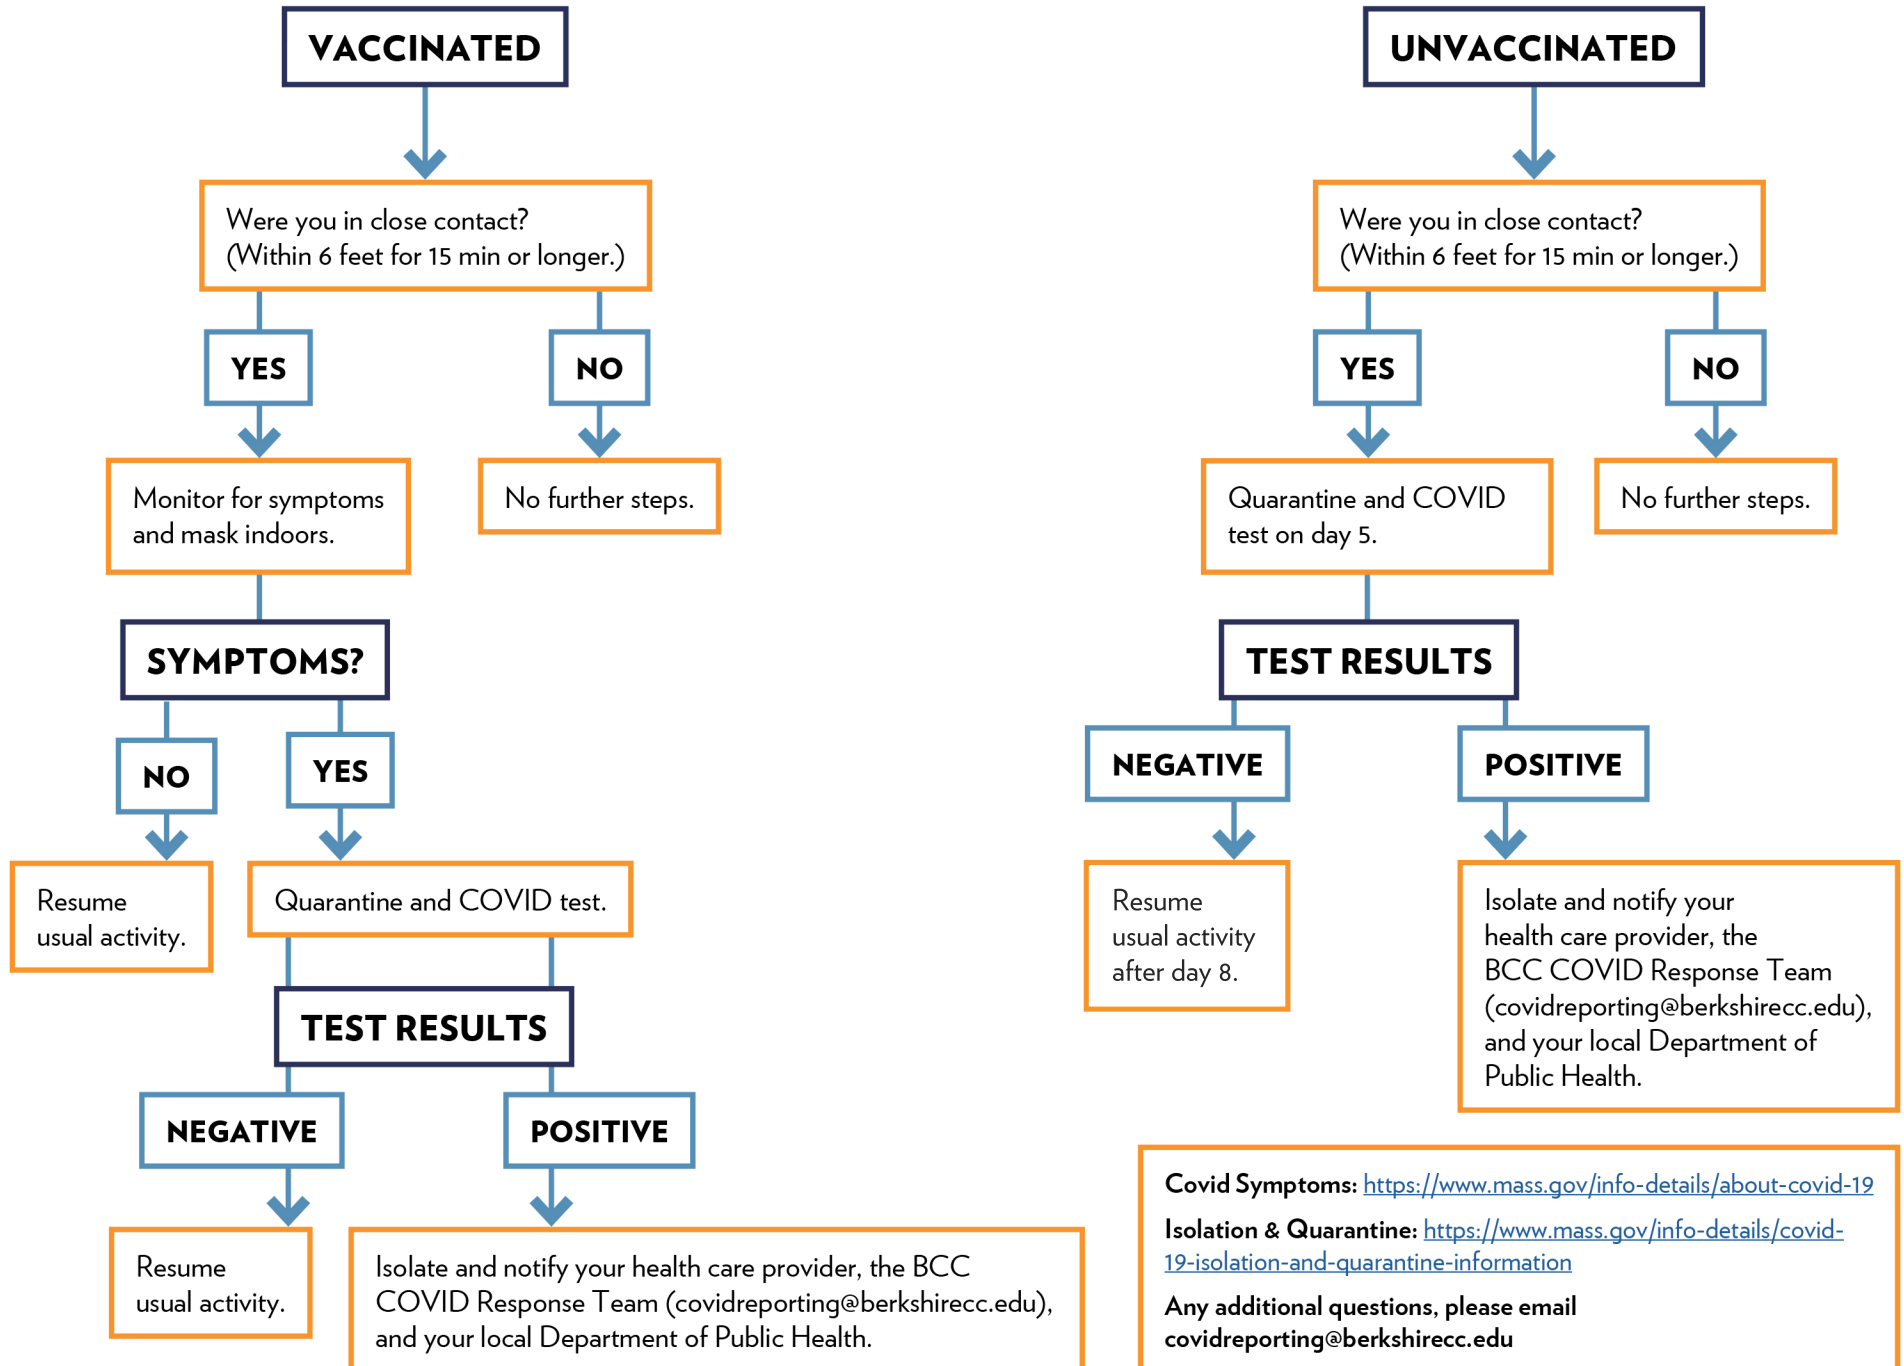 VACCINATED
Were you in close contact?
(Within 6 feet for 15 min or longer.)
YES
NO
Monitor for symptoms
and mask indoors.
No further steps.
SYMPTOMS?
NO
YES
Resume
usual activity.
Quarantine and COVID test.
TEST RESULTS
NEGATIVE
POSITIVE
Resume
usual activity.
Isolate and notify your health care provider, the BCC
COVID Response Team (covidreporting@berkshirecc.edu),
and your local Department of Public Health.
UNVACCINATED
Were you in close contact?
(Within 6 feet for 15 min or longer.)
YES
NO
Quarantine and COVID
test on day 5.
No further steps.
TEST RESULTS
NEGATIVE
POSITIVE
Resume
usual activity
after day 8.
Isolate and notify your
health care provider, the
BCC COVID Response Team
(covidreporting@berkshirecc.edu),
and your local Department of
Public Health.
Covid Symptoms: https://www.mass.gov/info-details/about-covid-19
Isolation & Quarantine: https://www.mass.gov/info-details/covid-
19-isolation-and-quarantine-information
Any additional questions, please email
covidreporting@berkshirecc.edu